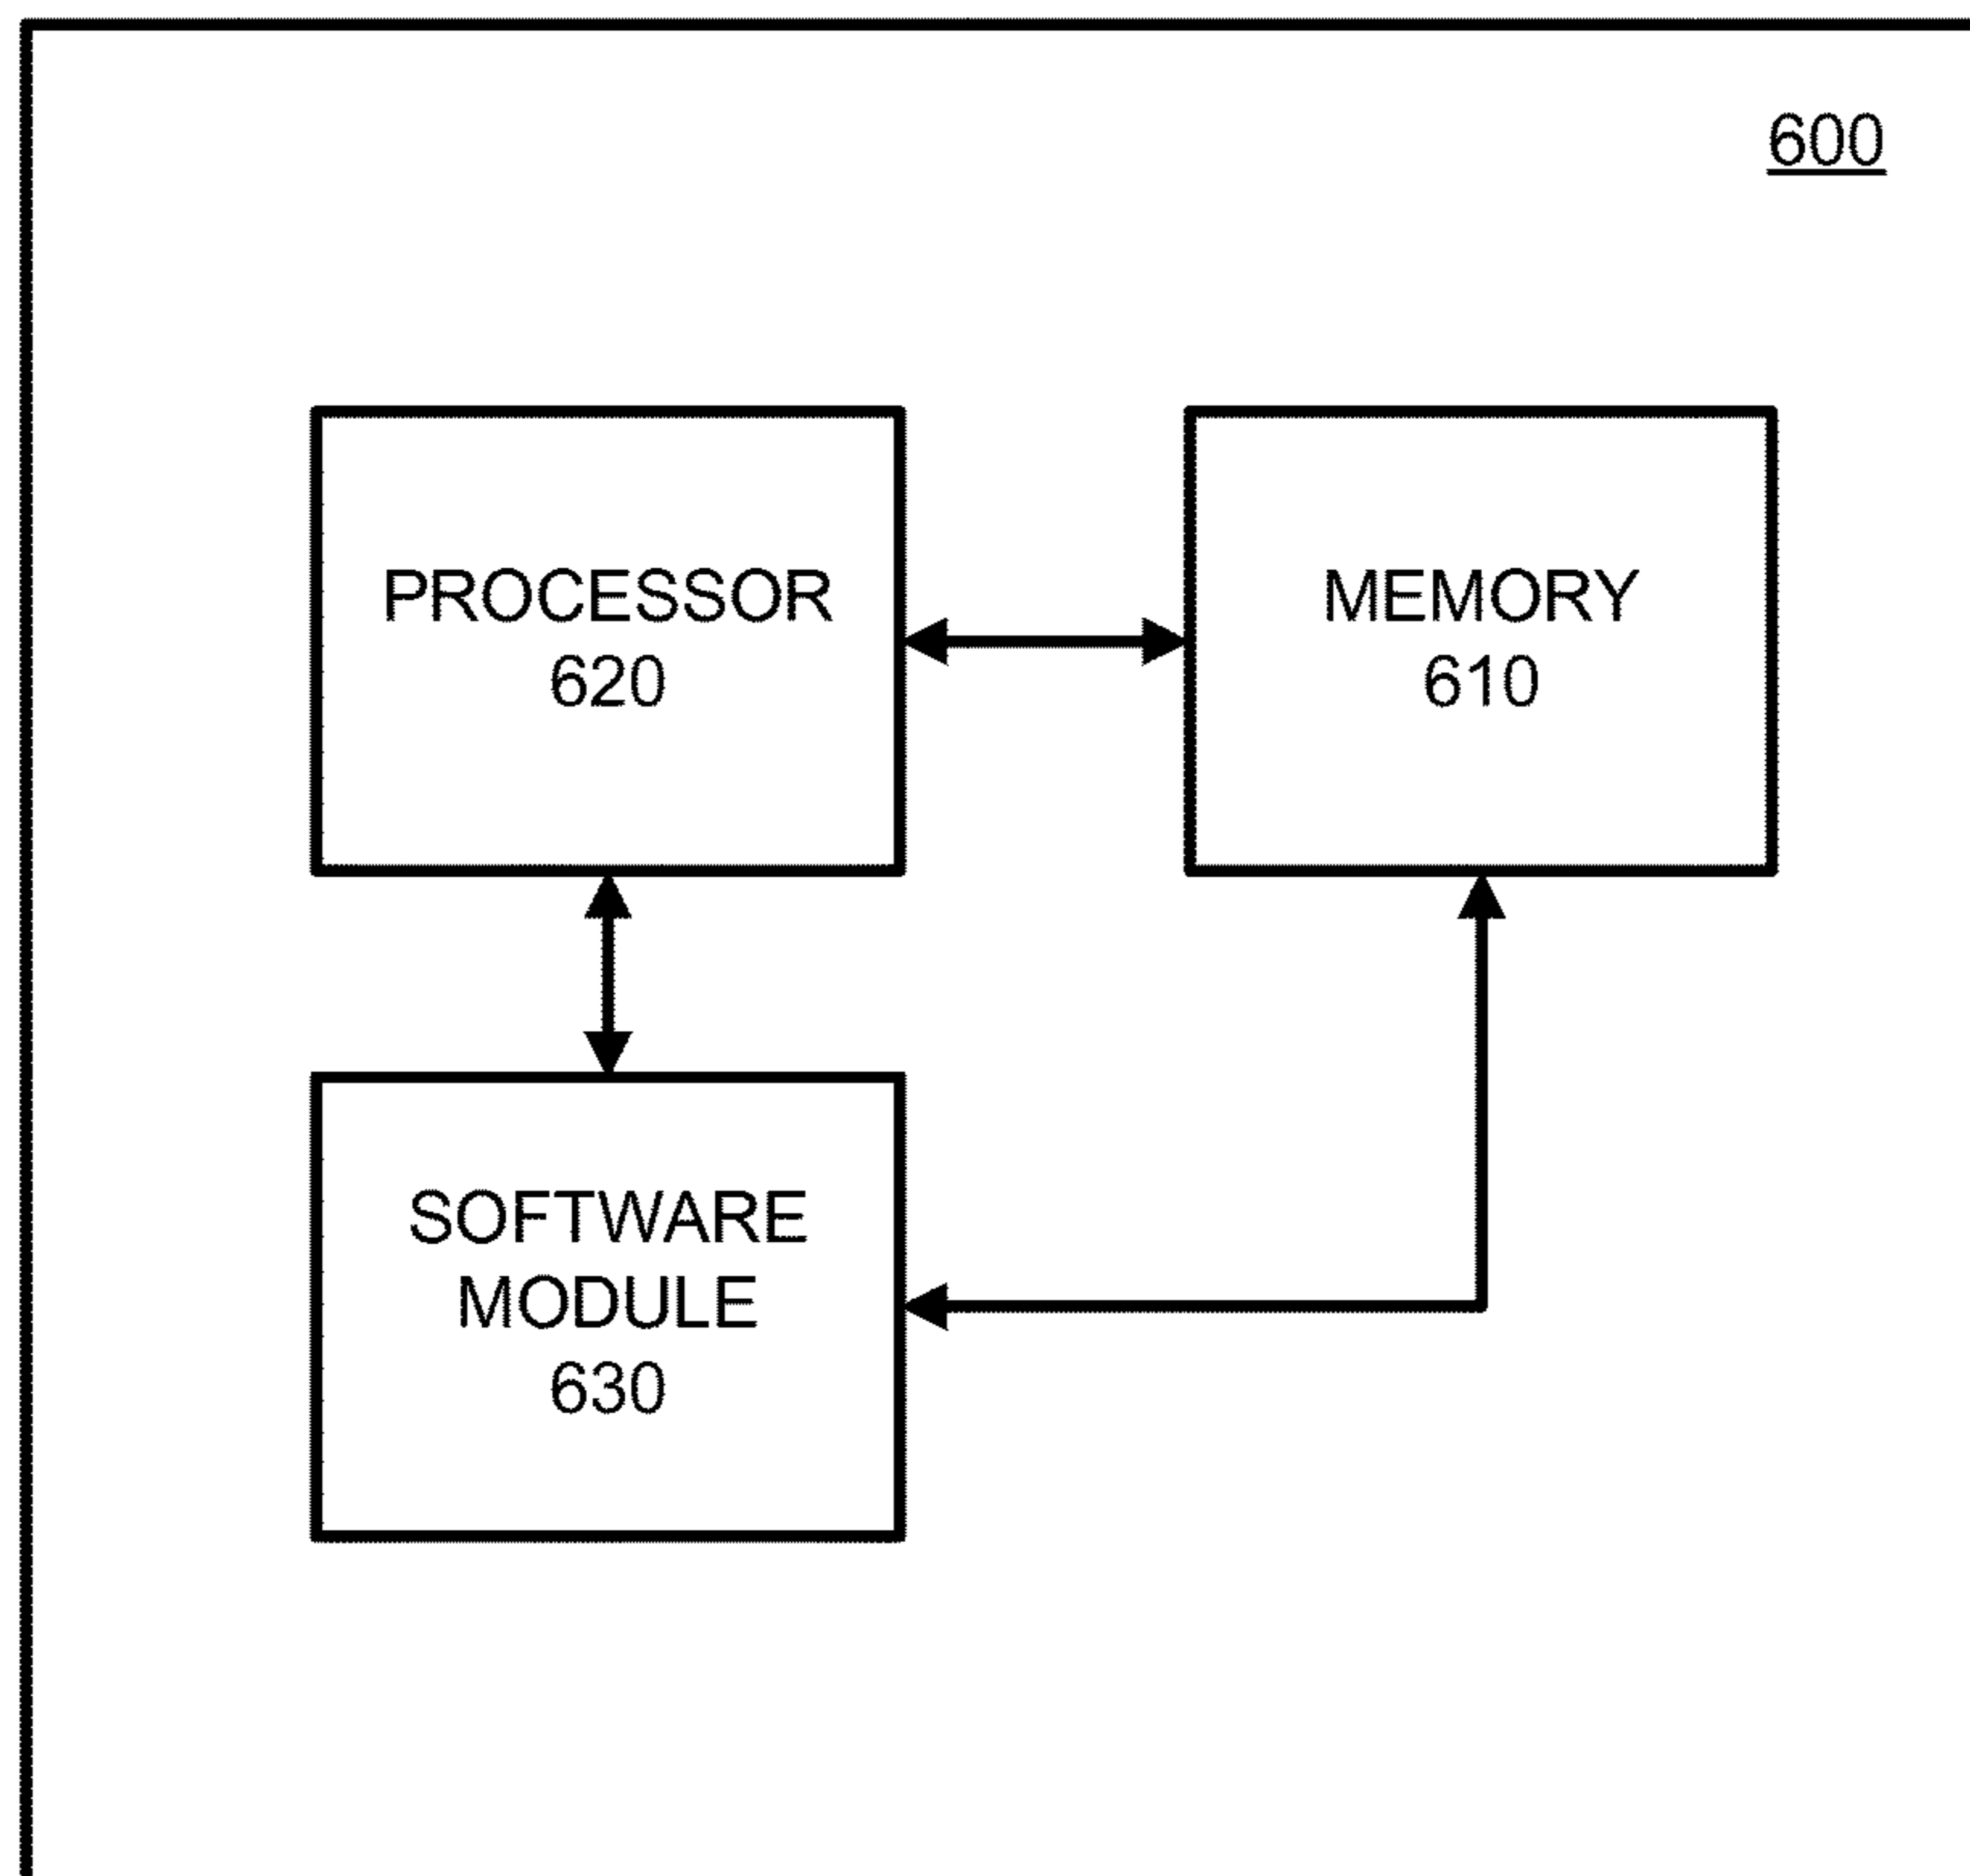 600
PROCESSOR
620
MEMORY
610
SOFTWARE
MODULE
630